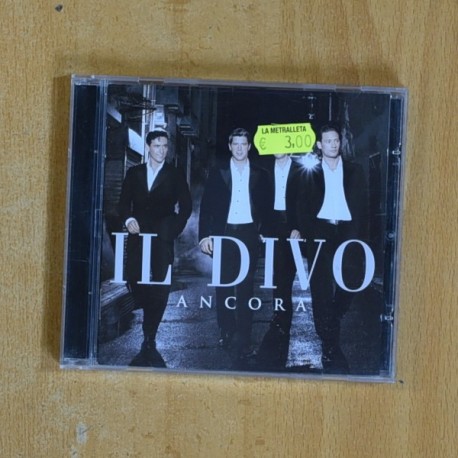 LA METRALLETA
€ 3,00
IL DIVO
ANCORA